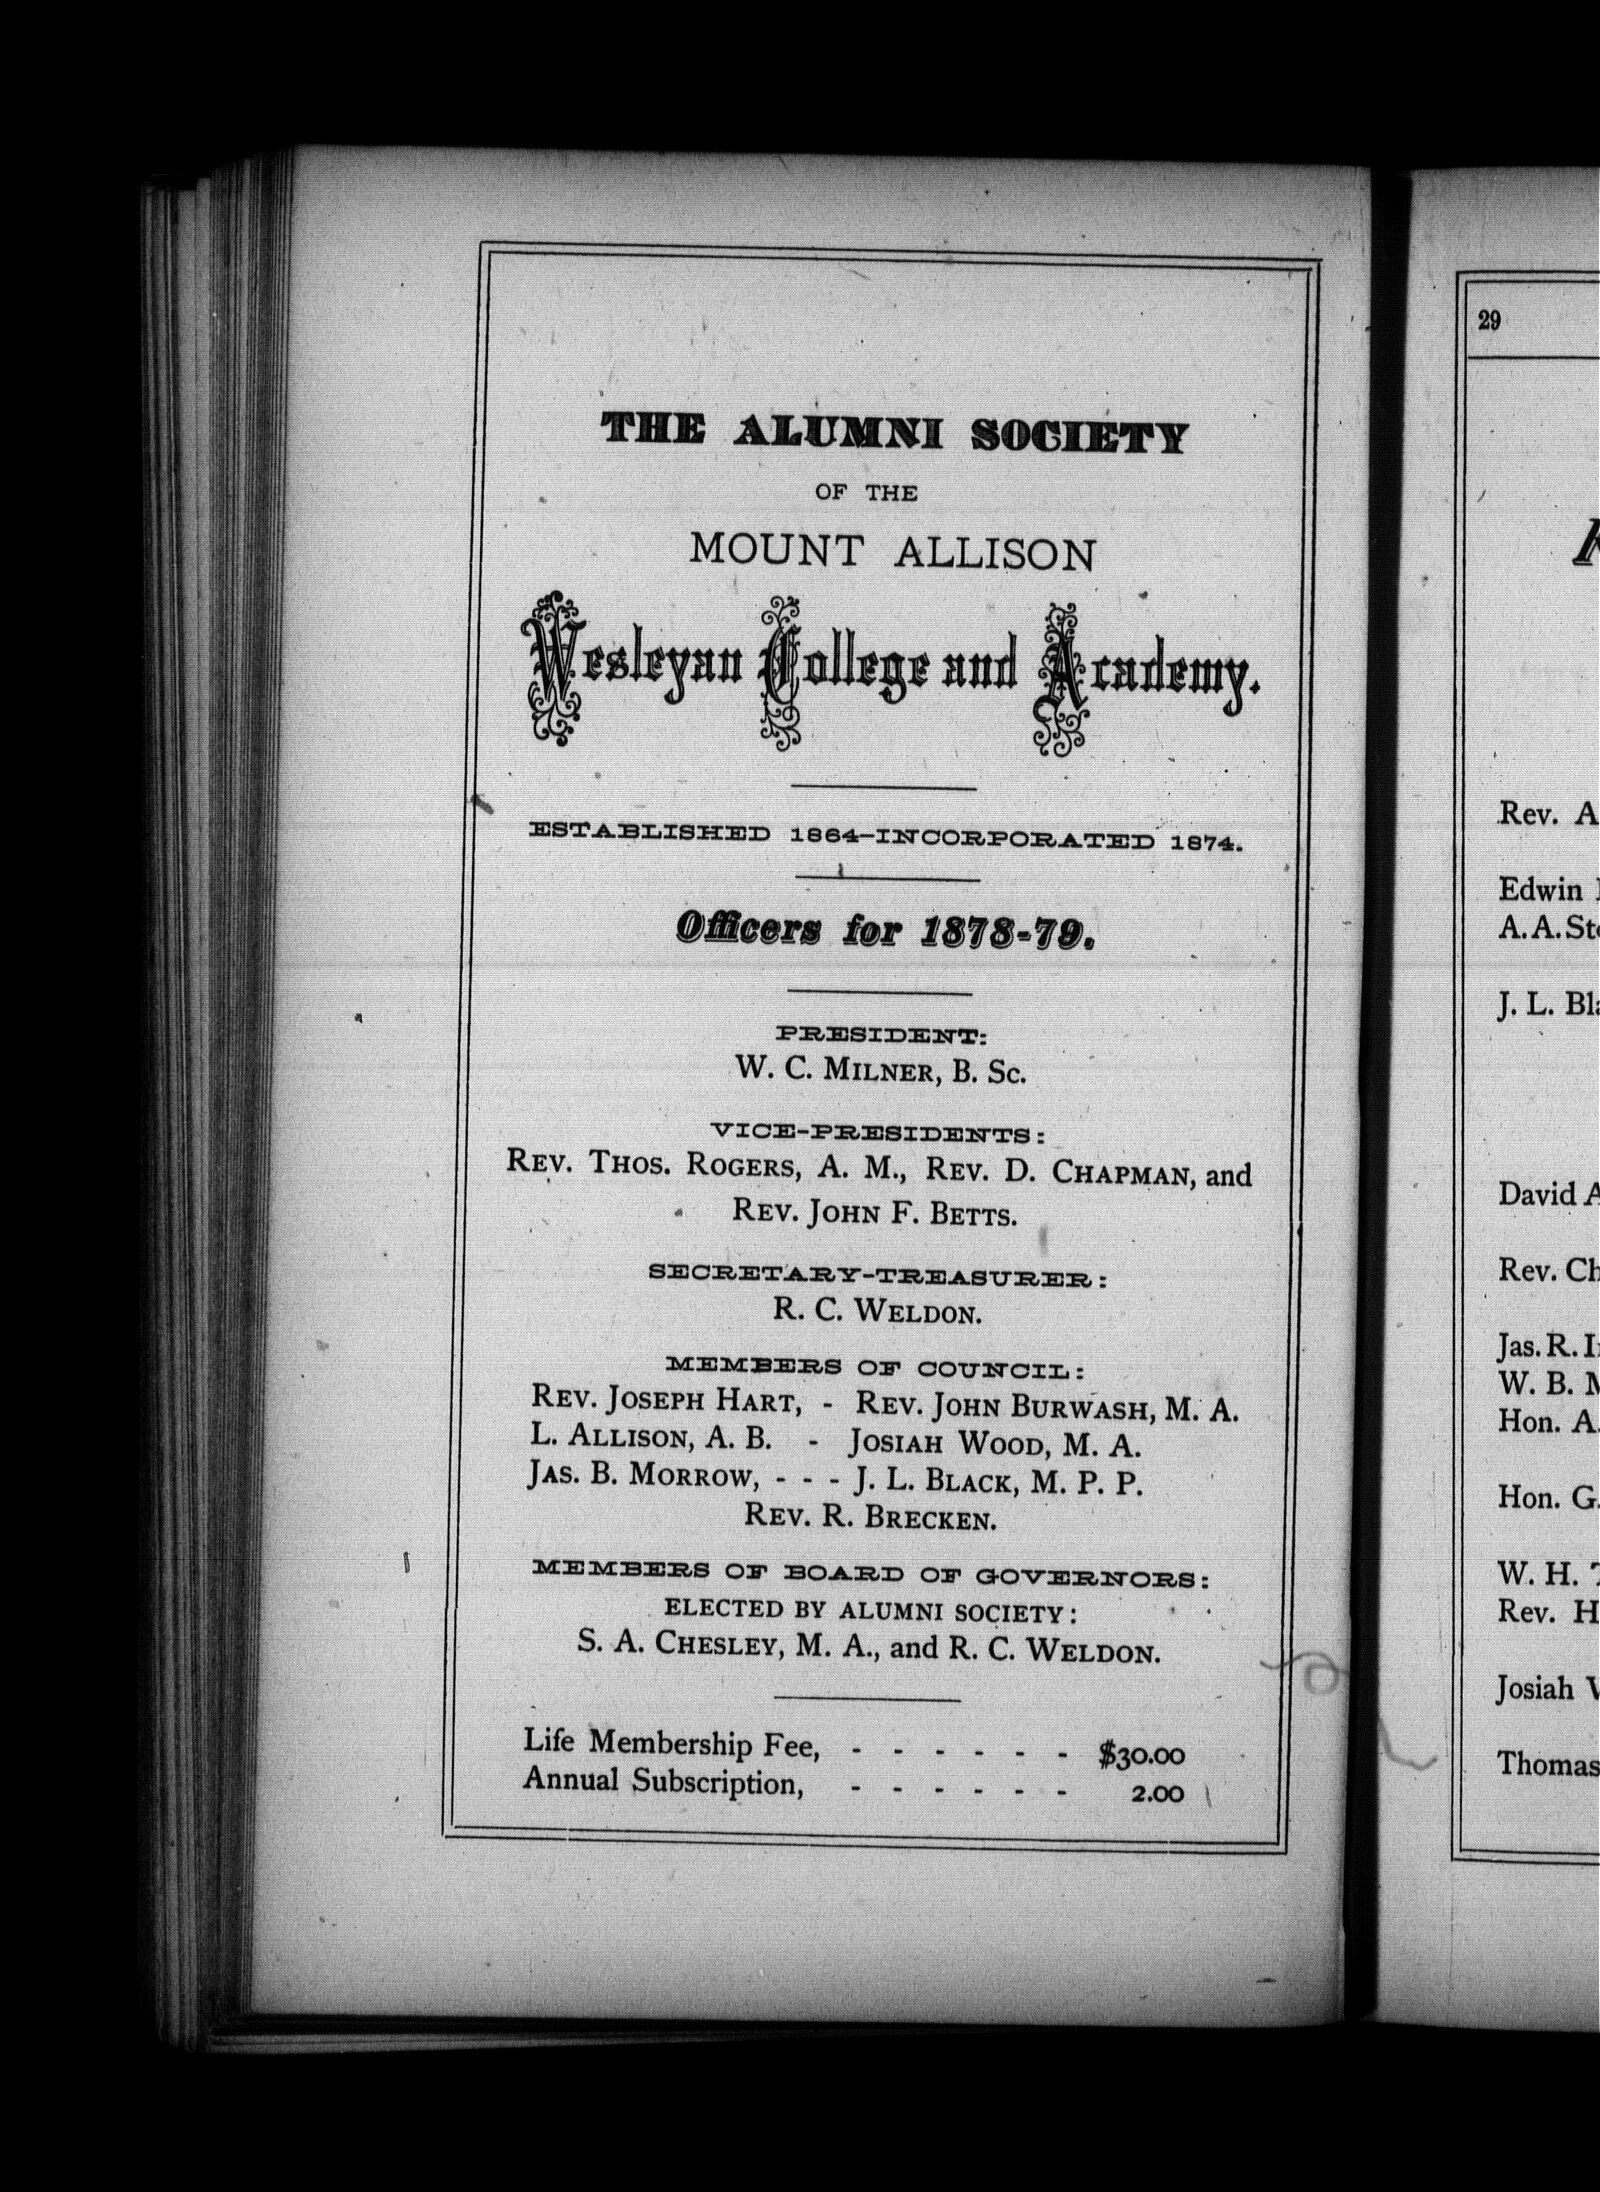 THE ALUMNI SOCIETY
OF THE
MOUNT ALLISON
Wesleyan College and Academy.
ESTABLISHED 1864-INCORPORATED 1874.
Officers for 1878-79.
PRESIDENT:
W. C. MILNER, B. Sc.
VICE-PRESIDENTS:
REV. THOS. ROGERS, A. M., REV. D. CHAPMAN, and
REV. JOHN F. BETTS.
SECRETARY-TREASURER:
R. C. WELDON.
MEMBERS OF COUNCIL:
REV. JOSEPH HART, - REV. JOHN BURWASH, M. A.
L. ALLISON, A. B. - JOSIAH WOOD, M. A.
JAS. B. MORROW, - - - J. L. BLACK, M. P. P.
REV. R. BRECKEN.
MEMBERS OF BOARD OF GOVERNORS:
ELECTED BY ALUMNI SOCIETY:
S. A. CHESLEY, M. A., and R. C. WELDON.
Life Membership Fee, - - - - - - $30.00
Annual Subscription, - - - - - - 2.00
29
Rev. A
Edwin
A. A. Ste
J. L. Bla
David A
Rev. Ch
Jas. R. I
W. B. M
Hon. A.
Hon. G.
W. H.
Rev. H
Josiah
Thomas